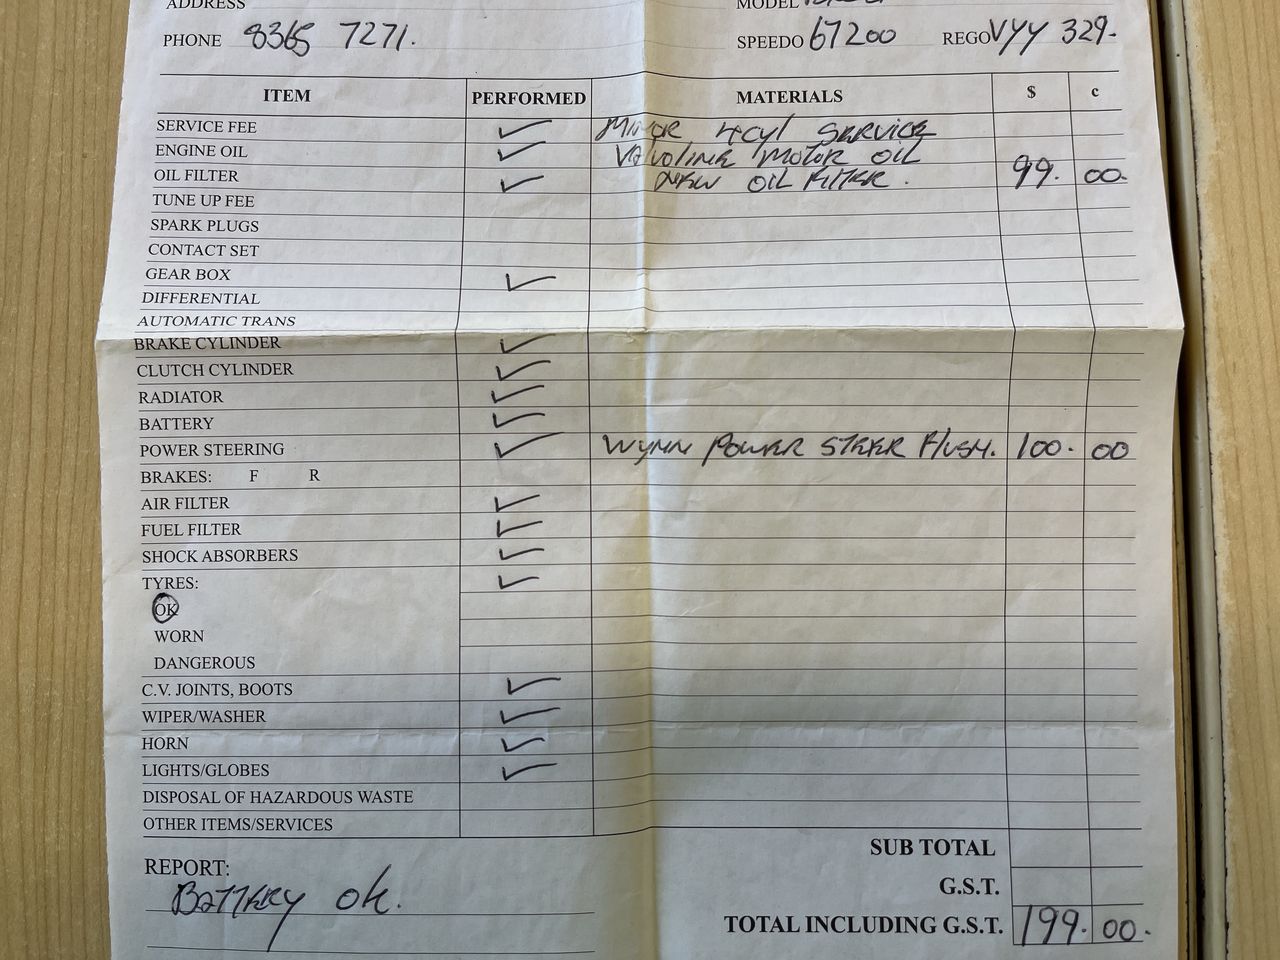 ADDRESS
MODEL
PHONE 8365 7271.
SPEEDO 67200 REGO VYY 329.
ITEM PERFORMED MATERIALS $ c
SERVICE FEE ✓ MINOR 4cyl SERVICE
ENGINE OIL ✓ VALVOLINE MOTOR OIL
OIL FILTER ✓ NEW OIL FILTER. 99. 00.
TUNE UP FEE
SPARK PLUGS
CONTACT SET
GEAR BOX ✓
DIFFERENTIAL
AUTOMATIC TRANS
BRAKE CYLINDER ✓
CLUTCH CYLINDER ✓
RADIATOR ✓
BATTERY ✓
POWER STEERING ✓ WYNN POWER STEER FLUSH. 100. 00
BRAKES: F R
AIR FILTER ✓
FUEL FILTER ✓
SHOCK ABSORBERS ✓
TYRES: ✓
OK
WORN
DANGEROUS
C.V. JOINTS, BOOTS ✓
WIPER/WASHER ✓
HORN ✓
LIGHTS/GLOBES ✓
DISPOSAL OF HAZARDOUS WASTE
OTHER ITEMS/SERVICES
SUB TOTAL
REPORT:
G.S.T.
BATTERY OK.
TOTAL INCLUDING G.S.T. 199. 00.